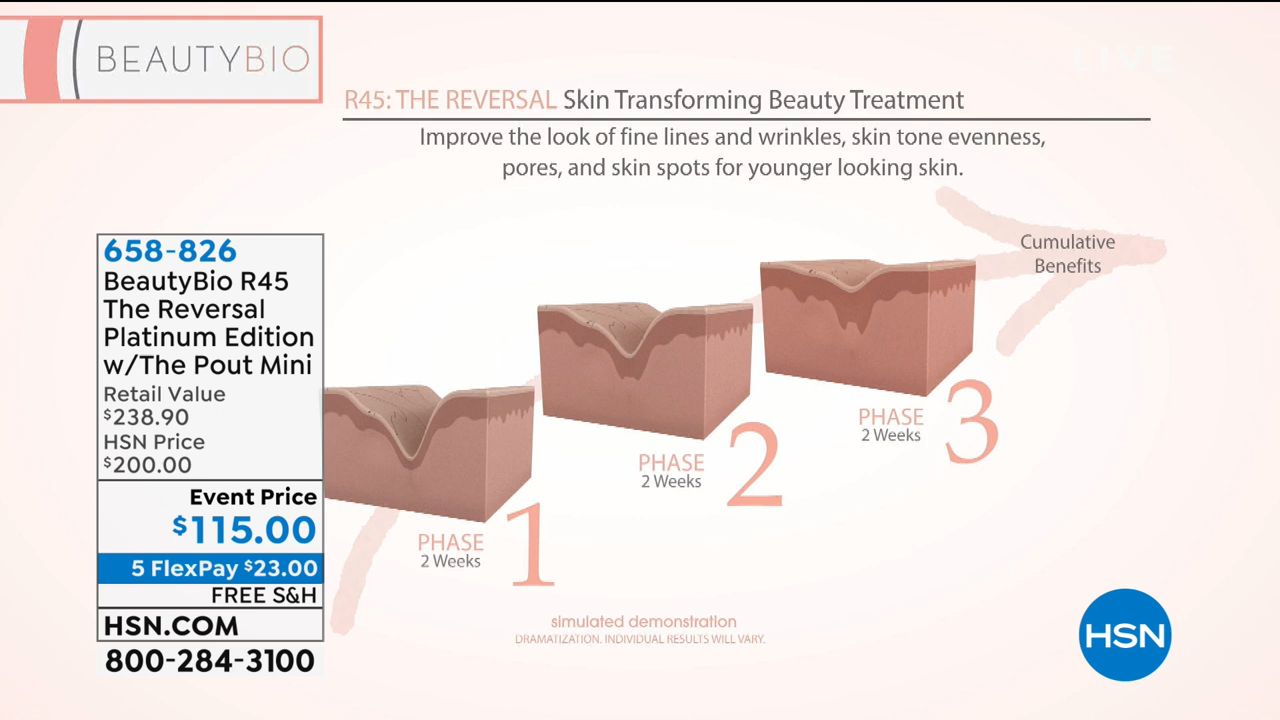 BEAUTYBIO
LIVE
R45: THE REVERSAL Skin Transforming Beauty Treatment
Improve the look of fine lines and wrinkles, skin tone evenness,
pores, and skin spots for younger looking skin.
Cumulative
Benefits
658-826
BeautyBio R45
The Reversal
Platinum Edition
w/The Pout Mini
Retail Value
$238.90
HSN Price
$200.00
Event Price
$115.00
5 FlexPay $23.00
FREE S&H
HSN.COM
800-284-3100
PHASE
2 Weeks
1
PHASE
2 Weeks
2
PHASE
2 Weeks
3
simulated demonstration
DRAMATIZATION. INDIVIDUAL RESULTS WILL VARY.
HSN